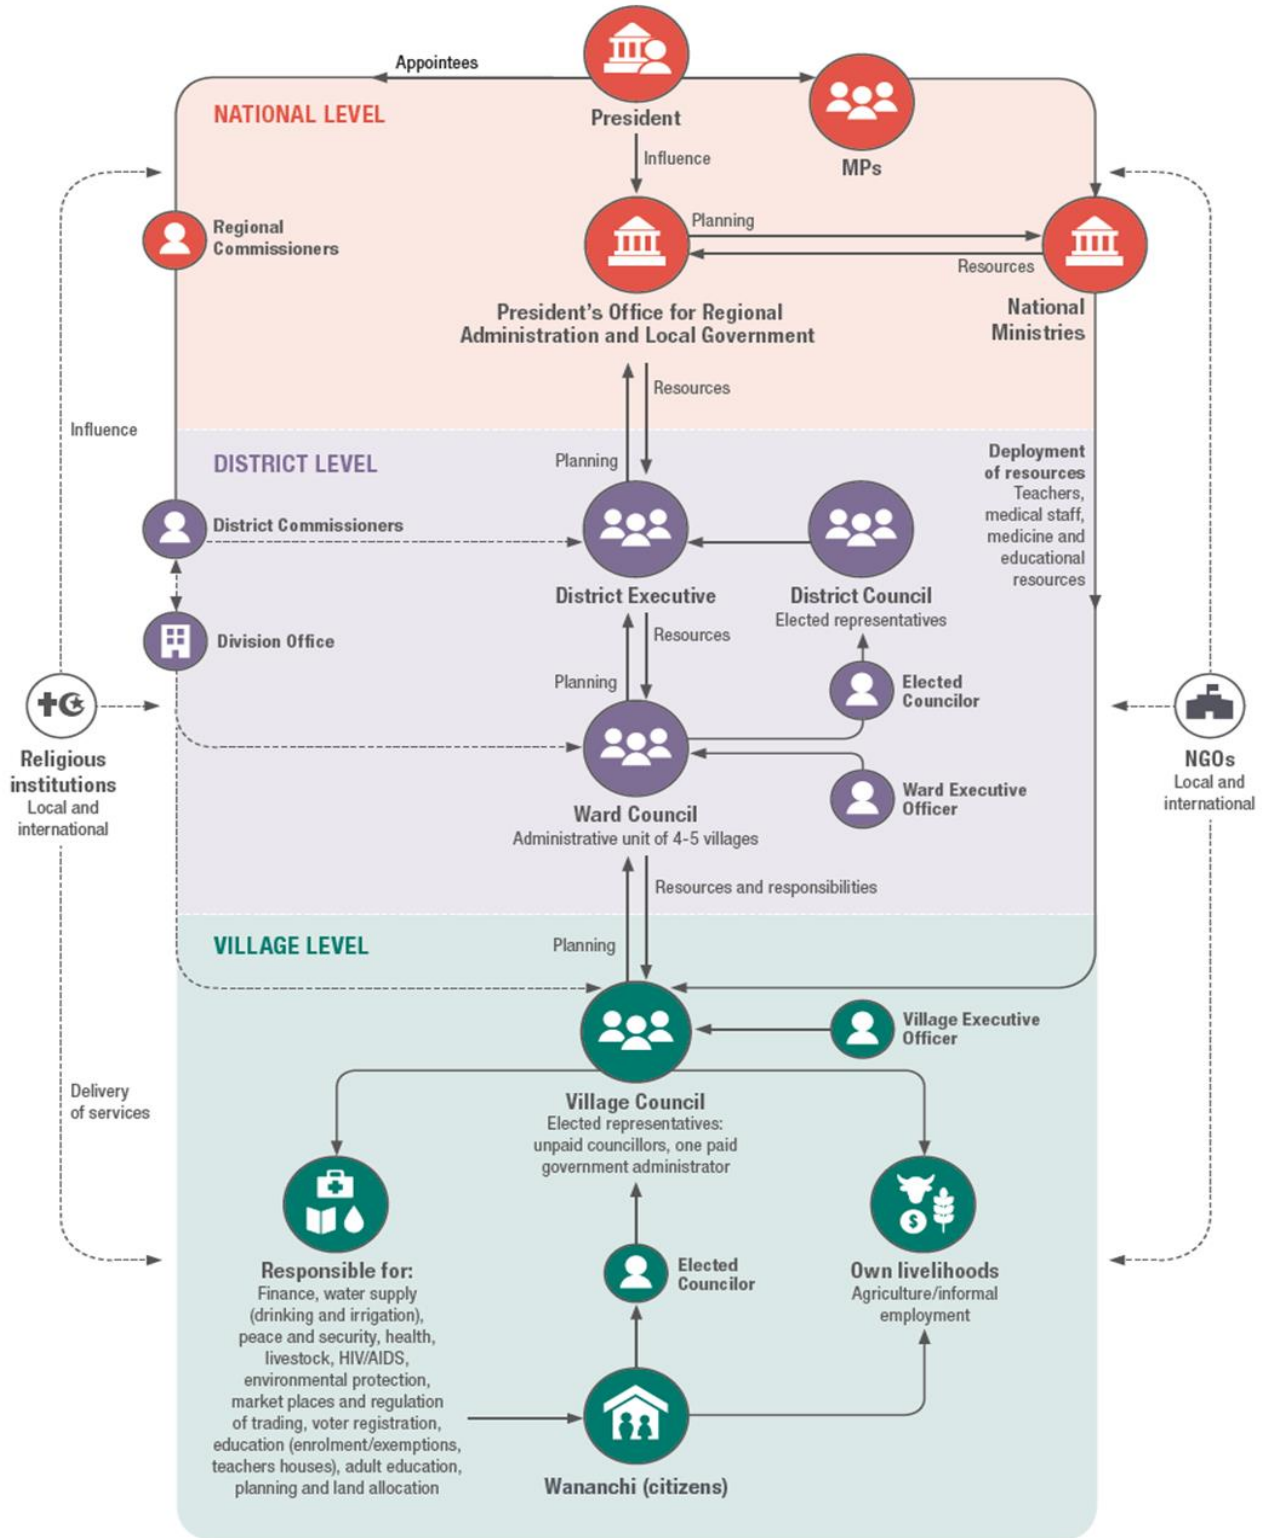 Appointees
President
MPs
NATIONAL LEVEL
Influence
Regional
Commissioners
Planning
Resources
President's Office for Regional
Administration and Local Government
National
Ministries
Resources
Planning
Influence
DISTRICT LEVEL
Deployment
of resources
Teachers,
medical staff,
medicine and
educational
resources
District Commissioners
District Executive
District Council
Elected representatives
Division Office
Resources
Planning
Elected
Councilor
Religious
institutions
Local and
international
NGOs
Local and
international
Ward Executive
Officer
Ward Council
Administrative unit of 4-5 villages
Resources and responsibilities
VILLAGE LEVEL
Planning
Village Executive
Officer
Delivery
of services
Village Council
Elected representatives:
unpaid councillors, one paid
government administrator
Responsible for:
Finance, water supply
(drinking and irrigation),
peace and security, health,
livestock, HIV/AIDS,
environmental protection,
market places and regulation
of trading, voter registration,
education (enrolment/exemptions,
teachers houses), adult education,
planning and land allocation
Elected
Councilor
$
Own livelihoods
Agriculture/informal
employment
Wananchi (citizens)